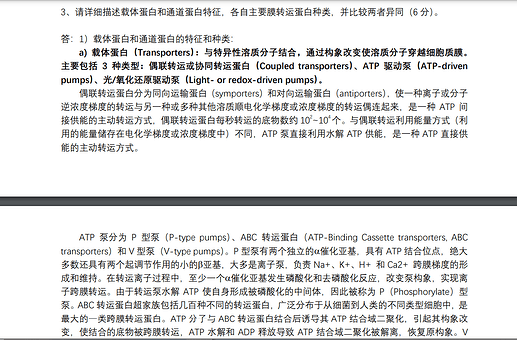 3、请详细描述载体蛋白和通道蛋白特征，各自主要膜转运蛋白种类，并比较两者异同（6 分）。
答：1）载体蛋白和通道蛋白的特征和种类：
a) 载体蛋白（Transporters）：与特异性溶质分子结合，通过构象改变使溶质分子穿越细胞质膜。
主要包括 3 种类型：偶联转运或协同转运蛋白（Coupled transporters）、ATP 驱动泵（ATP-driven
pumps）、光/氧化还原驱动泵（Light- or redox-driven pumps）。
偶联转运蛋白分为同向运输蛋白（symporters）和对向运输蛋白（antiporters），使一种离子或分子
逆浓度梯度的转运与另一种或多种其他溶质顺电化学梯度或浓度梯度的转运偶连起来，是一种 ATP 间
接供能的主动转运方式，偶联转运蛋白每秒转运的底物数约 10²~10⁴个。与偶联转运利用能量方式（利
用的能量储存在电化学梯度或浓度梯度中）不同，ATP 泵直接利用水解 ATP 供能，是一种 ATP 直接供
能的主动转运方式。
ATP 泵分为 P 型泵（P-type pumps）、ABC 转运蛋白（ATP-Binding Cassette transporters, ABC
transporters）和 V 型泵（V-type pumps）。P 型泵有两个独立的α催化亚基，具有 ATP 结合位点，绝大
多数还具有两个起调节作用的小的β亚基，大多是离子泵，负责 Na+、K+、H+ 和 Ca2+ 跨膜梯度的形
成和维持。在转运离子过程中，至少一个α催化亚基发生磷酸化和去磷酸化反应，改变泵构象，实现离
子跨膜转运。由于转运泵水解 ATP 使自身形成被磷酸化的中间体，因此被称为 P（Phosphorylate）型
泵。ABC 转运蛋白超家族包括几百种不同的转运蛋白，广泛分布于从细菌到人类的不同类型细胞中，是
最大的一类跨膜转运蛋白。ATP 分子与 ABC 转运蛋白结合后诱导其 ATP 结合域二聚化，引起其构象改
变，使结合的底物被跨膜转运，ATP 水解和 ADP 释放导致 ATP 结合域二聚化被解离，恢复原构象。V